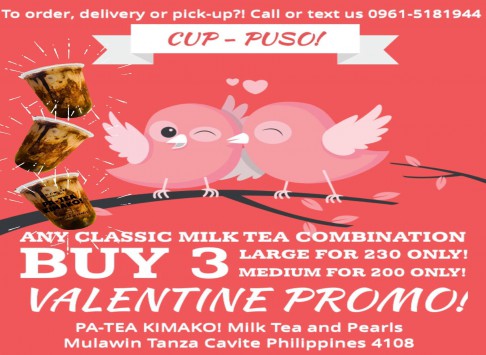 To order, delivery or pick-up?! Call or text us 0961-5181944
CUP - PUSO!
ANY CLASSIC MILK TEA COMBINATION
BUY 3
LARGE FOR 230 ONLY!
MEDIUM FOR 200 ONLY!
VALENTINE PROMO!
PA-TEA KIMAKO! Milk Tea and Pearls
Mulawin Tanza Cavite Philippines 4108